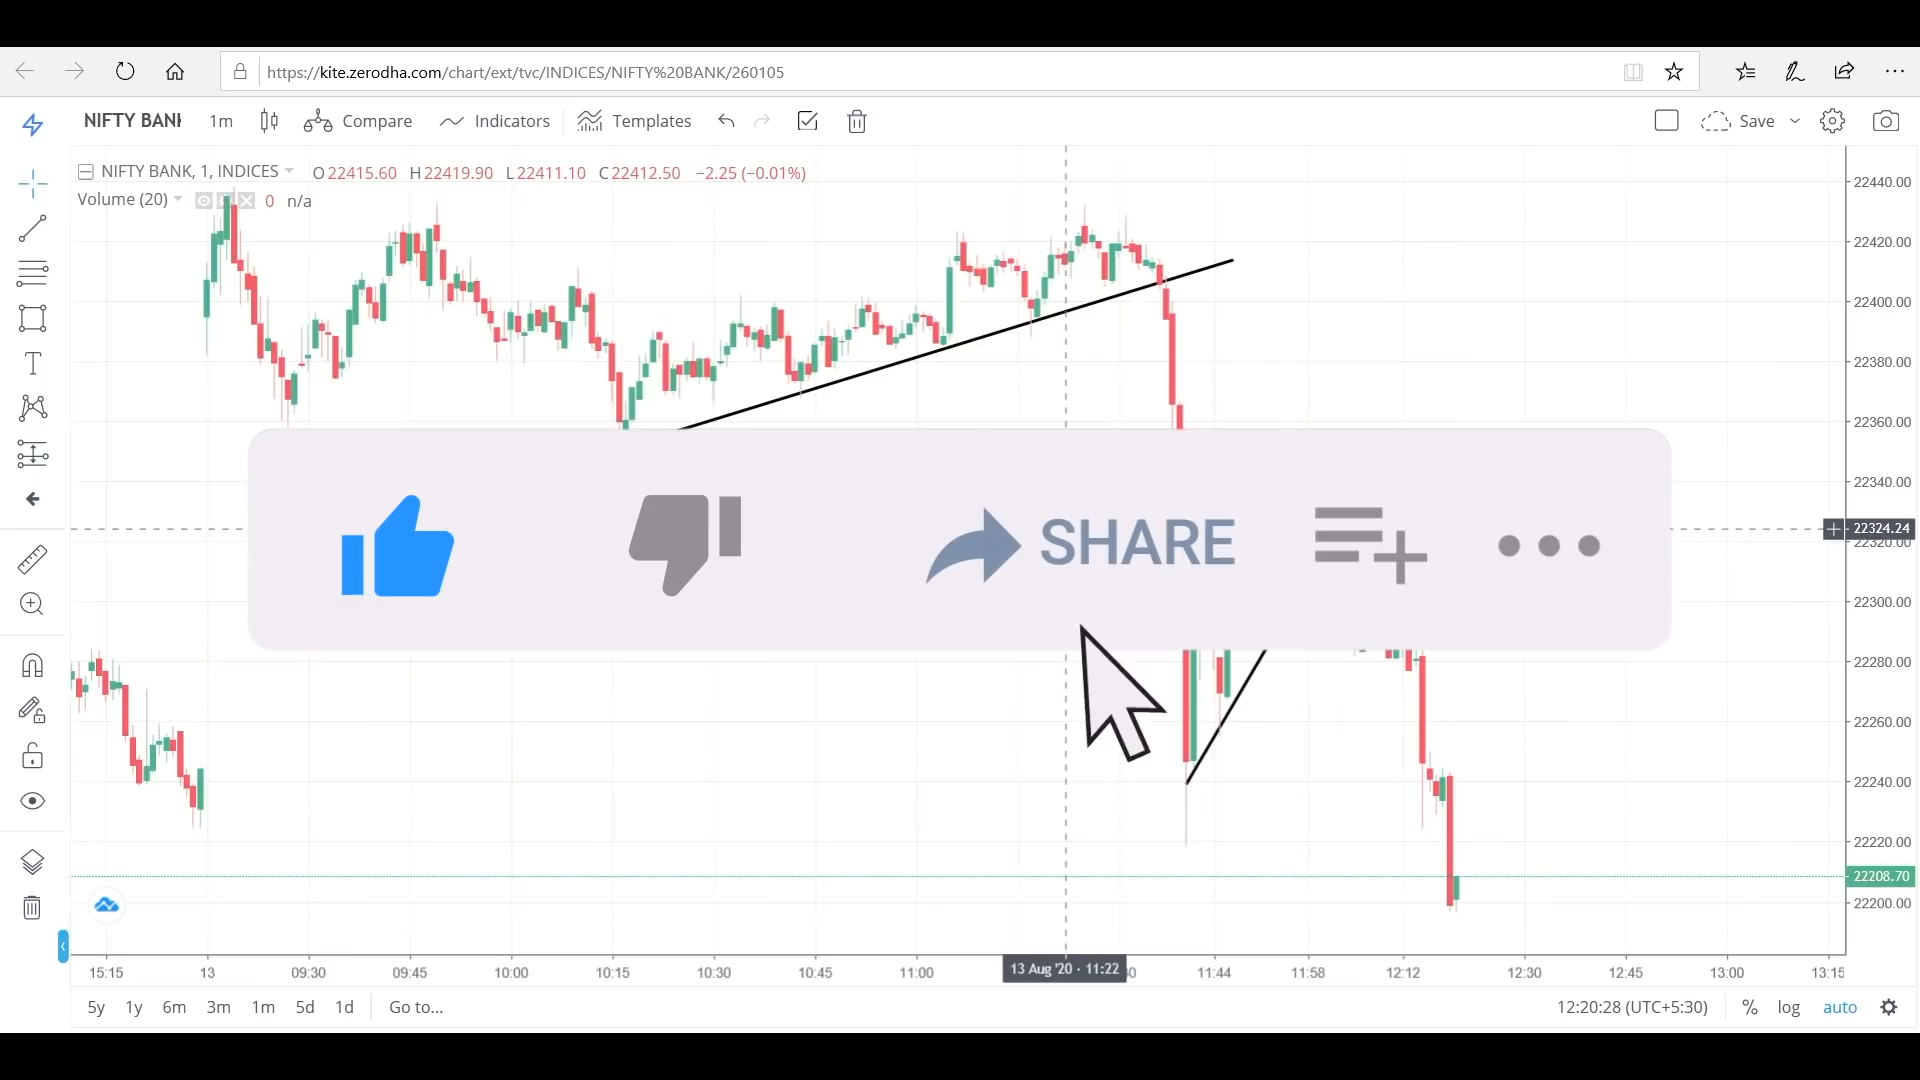 https://kite.zerodha.com/chart/ext/tvc/INDICES/NIFTY%20BANK/260105
NIFTY BANK 1m Compare Indicators Templates Save
NIFTY BANK, 1, INDICES O22415.60 H22419.90 L22411.10 C22412.50 −2.25 (−0.01%)
Volume (20) 0 n/a
22440.00
22420.00
22400.00
22380.00
22360.00
22340.00
22324.24
22320.00
22300.00
22280.00
22260.00
22240.00
22220.00
22208.70
22200.00
SHARE
15:15 13 09:30 09:45 10:00 10:15 10:30 10:45 11:00 13 Aug '20 · 11:22 11:44 11:58 12:12 12:30 12:45 13:00 13:15
5y 1y 6m 3m 1m 5d 1d Go to... 12:20:28 (UTC+5:30) % log auto